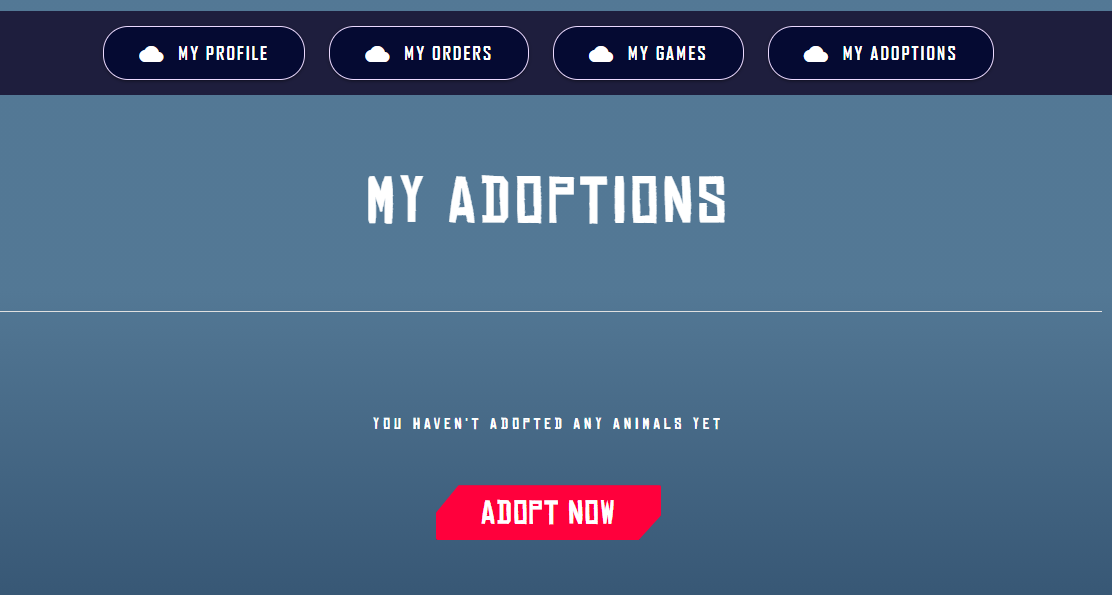 MY PROFILE MY ORDERS MY GAMES MY ADOPTIONS
MY ADOPTIONS
YOU HAVEN'T ADOPTED ANY ANIMALS YET
ADOPT NOW